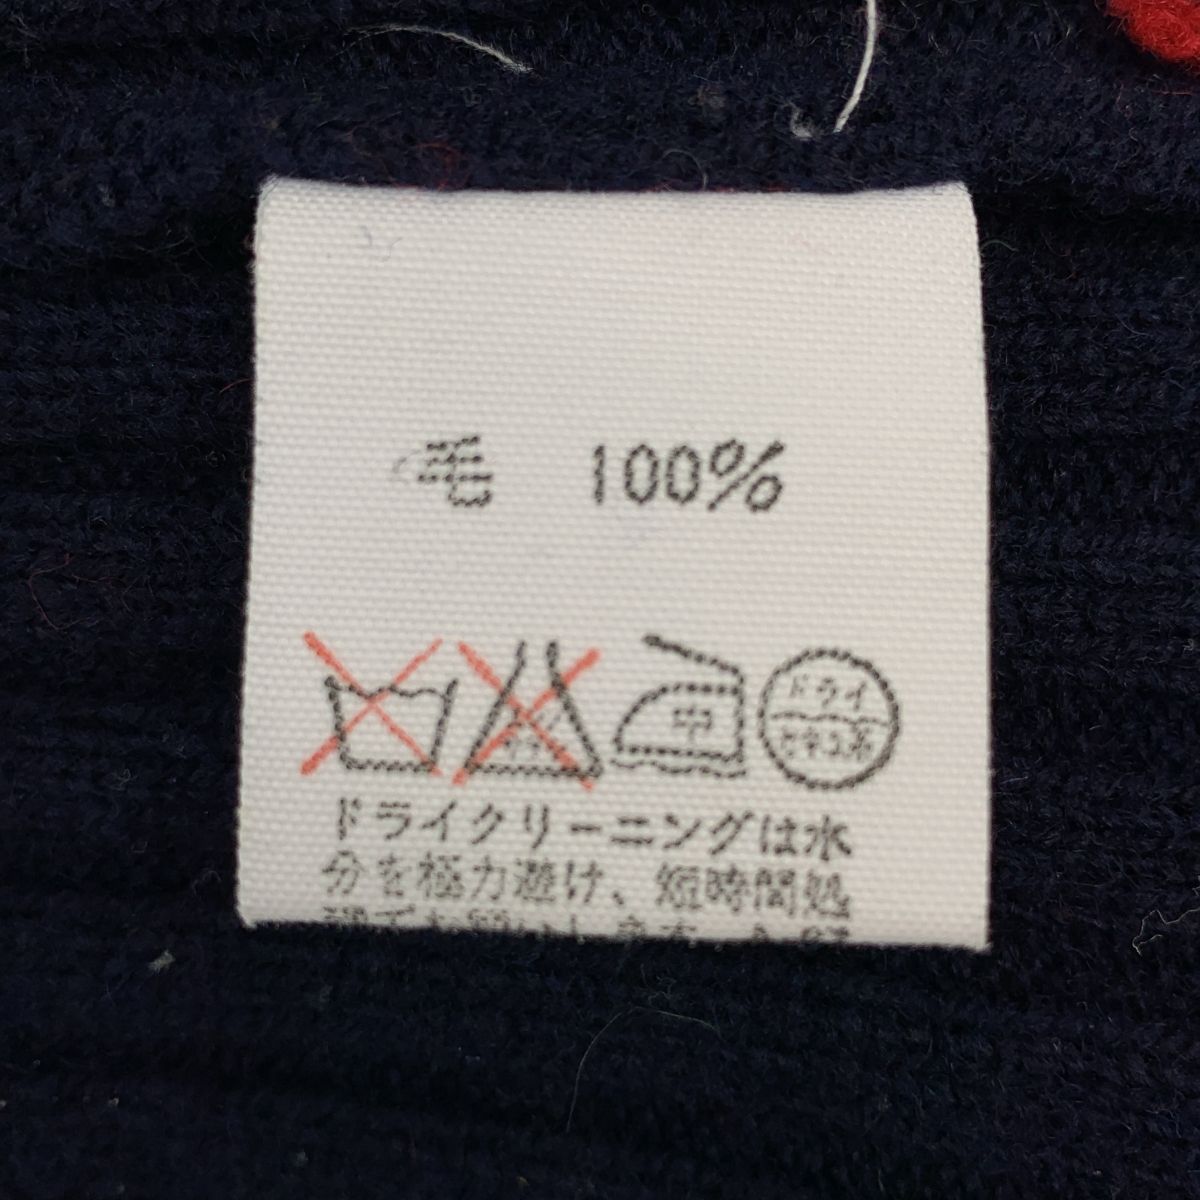 毛 100%
中
ドライ
セキユ系
ドライクリーニングは水
分を極力避け、短時間処